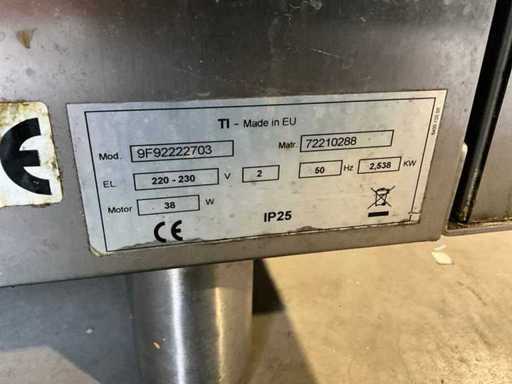 TI - Made in EU
Mod. 9F92222703 Matr. 72210288
EL 220 - 230 V 2 50 Hz 2,538 KW
Motor 38 W
CE IP25
CE